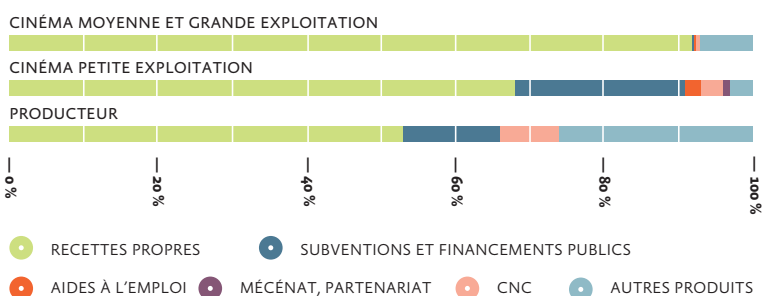 CINÉMA MOYENNE ET GRANDE EXPLOITATION
CINÉMA PETITE EXPLOITATION
PRODUCTEUR
0 % 20 % 40 % 60 % 80 % 100 %
RECETTES PROPRES SUBVENTIONS ET FINANCEMENTS PUBLICS
AIDES À L'EMPLOI MÉCÉNAT, PARTENARIAT CNC AUTRES PRODUITS